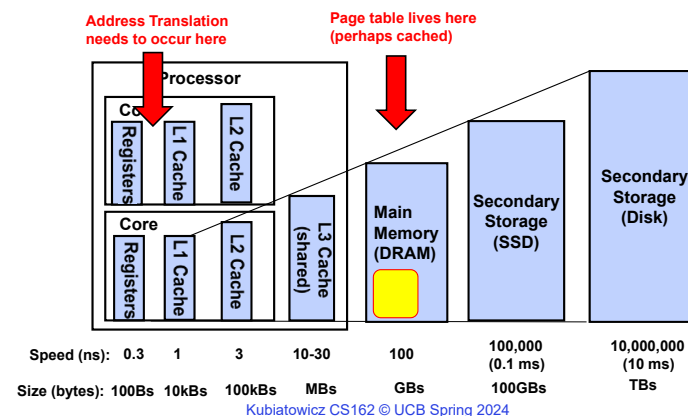 Address Translation
needs to occur here
Page table lives here
(perhaps cached)
Processor
Co
Registers
L1 Cache
L2 Cache
Core
Registers
L1 Cache
L2 Cache
L3 Cache
(shared)
Main
Memory
(DRAM)
Secondary
Storage
(SSD)
Secondary
Storage
(Disk)
Speed (ns): 0.3 1 3 10-30 100 100,000 10,000,000
(0.1 ms) (10 ms)
Size (bytes): 100Bs 10kBs 100kBs MBs GBs 100GBs TBs
Kubiatowicz CS162 © UCB Spring 2024